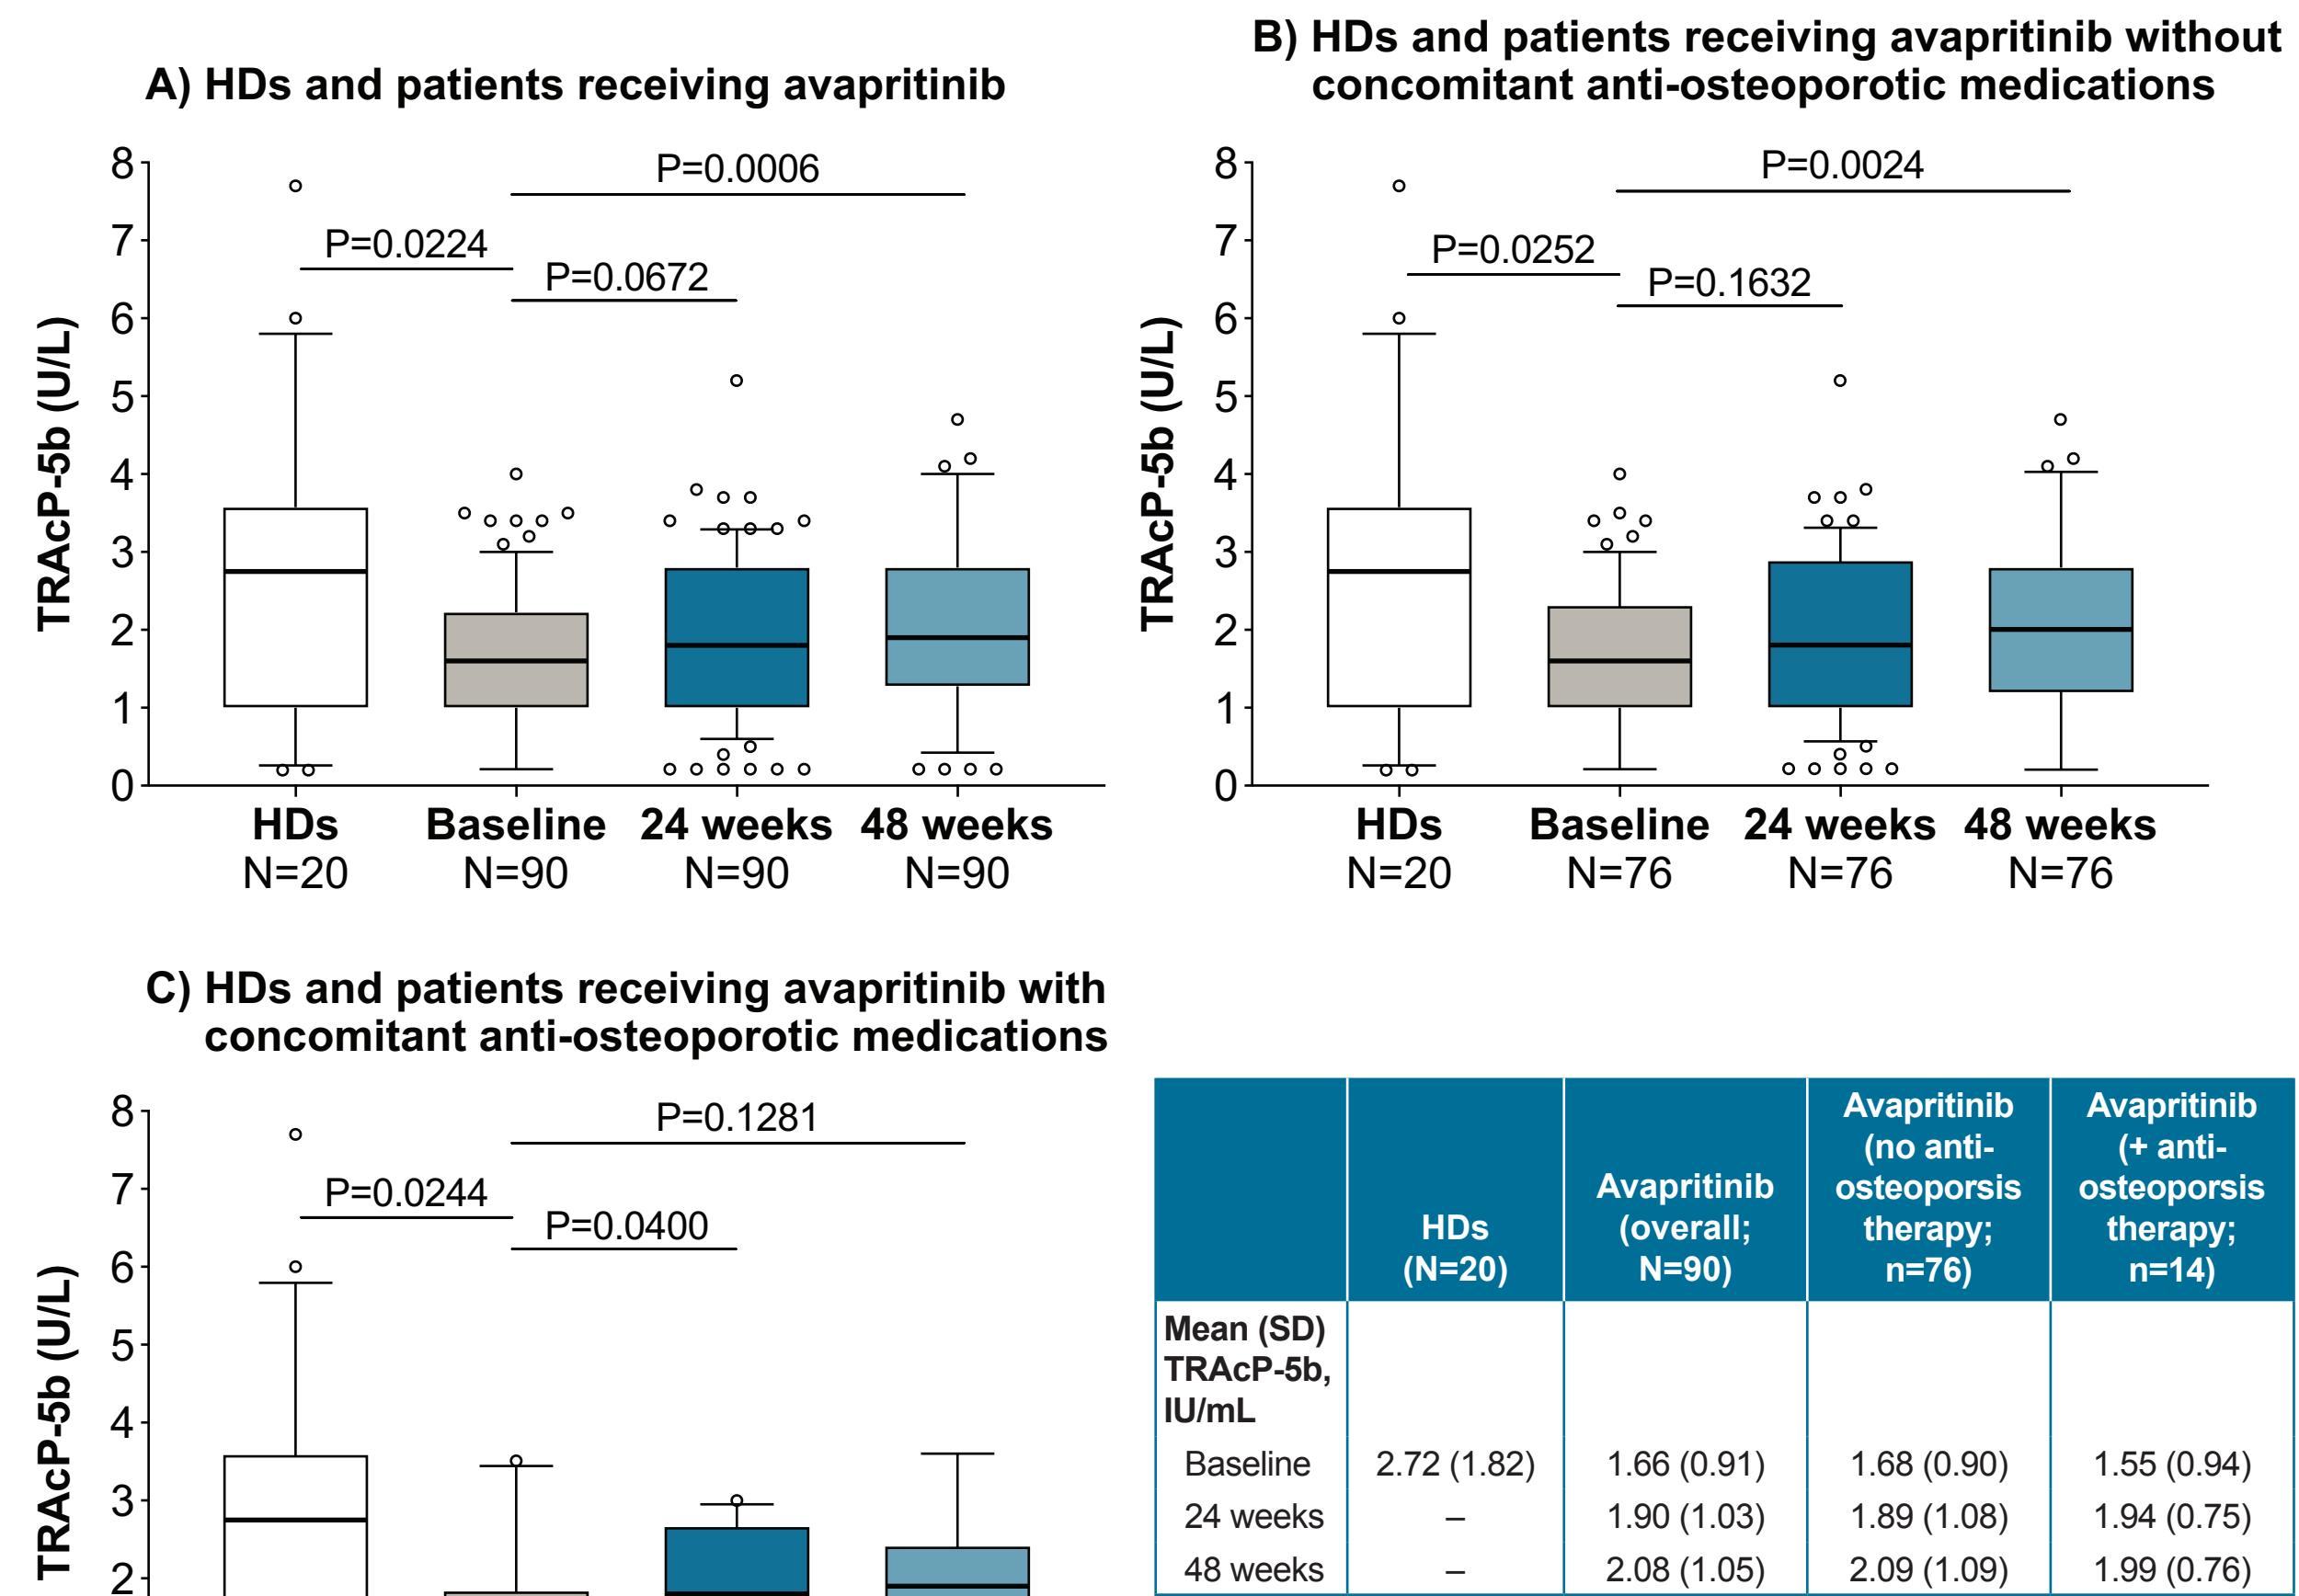 A) HDs and patients receiving avapritinib
8
7
6
5
4
3
2
1
0
TRAcP-5b (U/L)
P=0.0006
P=0.0224
P=0.0672
HDs Baseline 24 weeks 48 weeks
N=20 N=90 N=90 N=90
B) HDs and patients receiving avapritinib without
concomitant anti-osteoporotic medications
8
7
6
5
4
3
2
1
0
TRAcP-5b (U/L)
P=0.0024
P=0.0252
P=0.1632
HDs Baseline 24 weeks 48 weeks
N=20 N=76 N=76 N=76
C) HDs and patients receiving avapritinib with
concomitant anti-osteoporotic medications
8
7
6
5
4
3
2
TRAcP-5b (U/L)
P=0.1281
P=0.0244
P=0.0400
HDs
(N=20)
Avapritinib
(overall;
N=90)
Avapritinib
(no anti-
osteoporsis
therapy;
n=76)
Avapritinib
(+ anti-
osteoporsis
therapy;
n=14)
Mean (SD)
TRAcP-5b,
IU/mL
Baseline 2.72 (1.82) 1.66 (0.91) 1.68 (0.90) 1.55 (0.94)
24 weeks – 1.90 (1.03) 1.89 (1.08) 1.94 (0.75)
48 weeks – 2.08 (1.05) 2.09 (1.09) 1.99 (0.76)